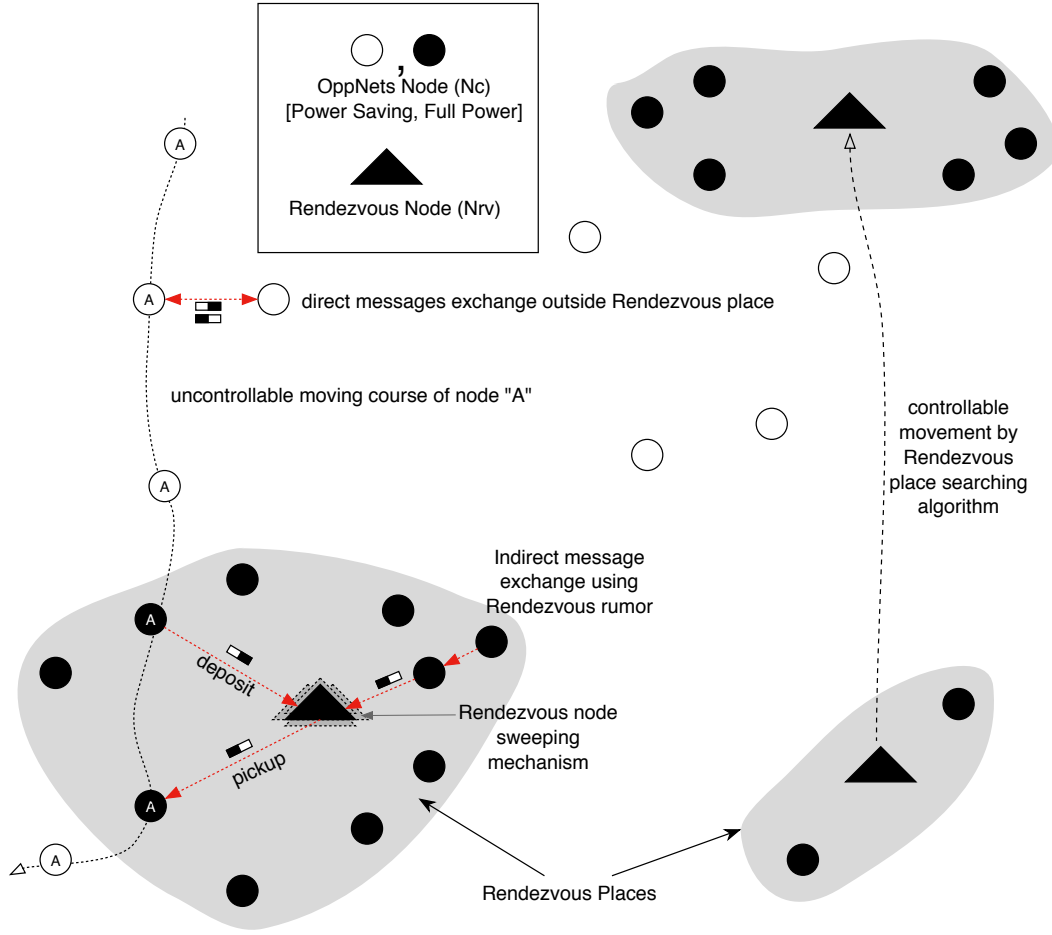 ,
OppNets Node (Nc)
[Power Saving, Full Power]
Rendezvous Node (Nrv)
A
A
direct messages exchange outside Rendezvous place
uncontrollable moving course of node "A"
controllable
movement by
Rendezvous
place searching
algorithm
A
Indirect message
exchange using
Rendezvous rumor
A
deposit
Rendezvous node
sweeping
mechanism
pickup
A
A
Rendezvous Places